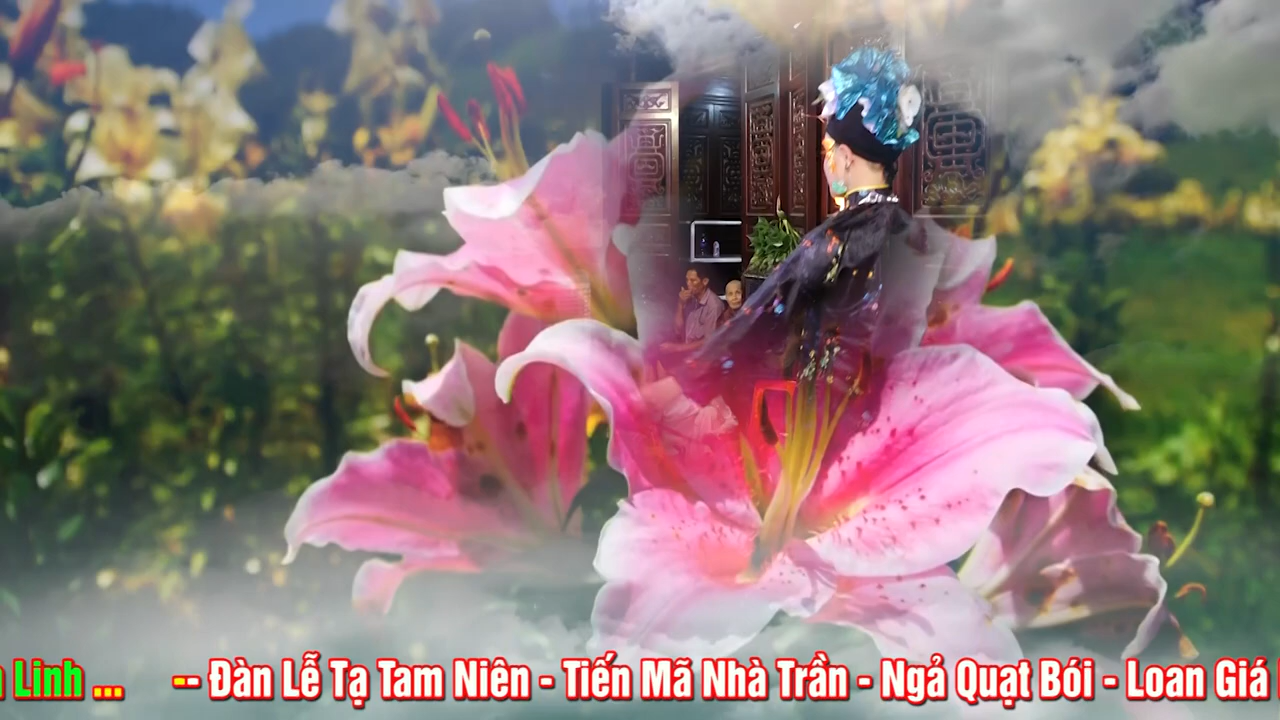 Linh ... -- Đàn Lễ Tạ Tam Niên - Tiến Mã Nhà Trần - Ngả Quạt Bói - Loan Giá